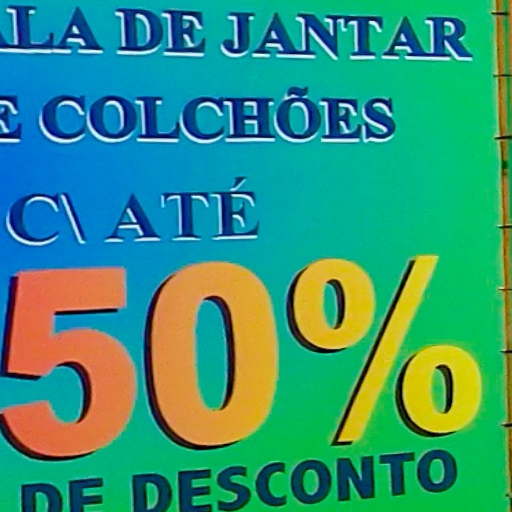 ALA DE JANTAR
E COLCHÕES
C\ ATÉ
50%
DE DESCONTO